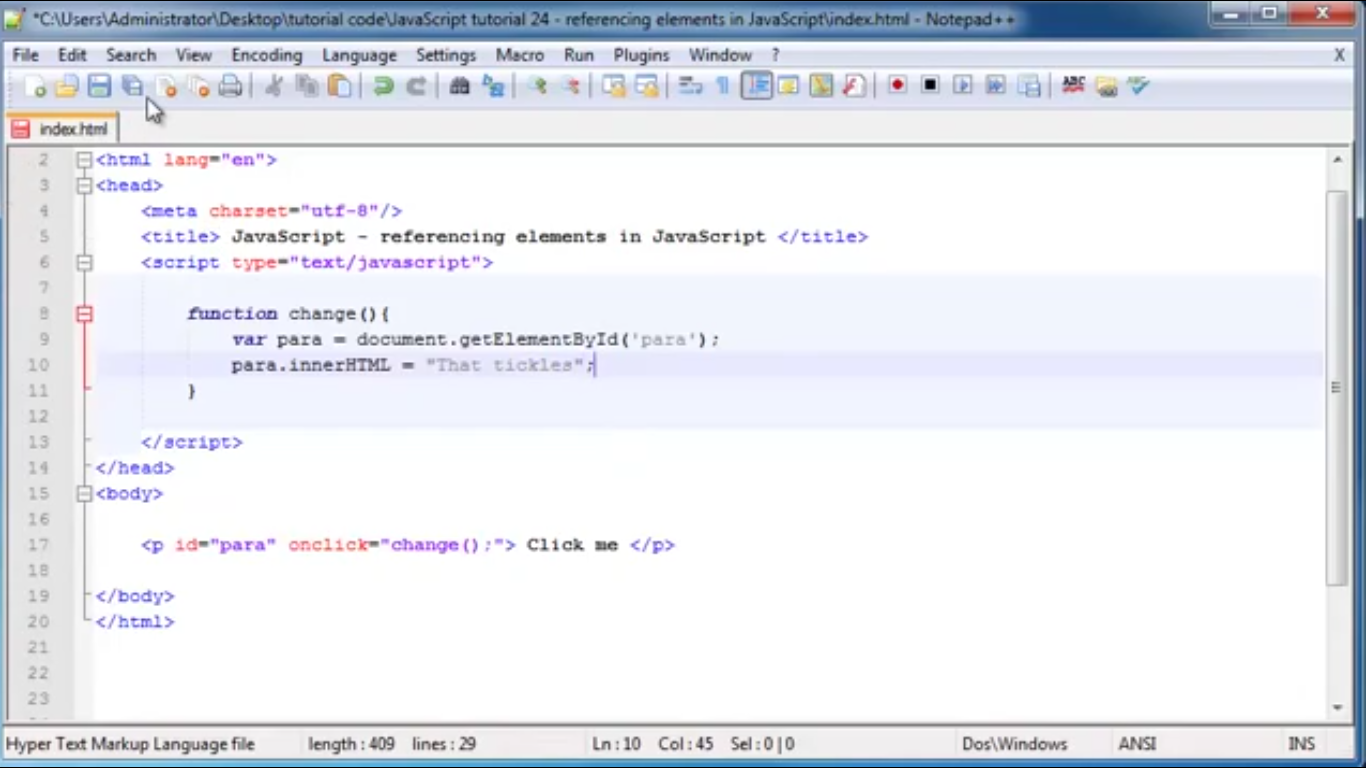 *C:\Users\Administrator\Desktop\tutorial code\JavaScript tutorial 24 - referencing elements in JavaScript\index.html - Notepad++
File Edit Search View Encoding Language Settings Macro Run Plugins Window ? X
ABC
index.html
2 <html lang="en">
3 <head>
4 <meta charset="utf-8"/>
5 <title> JavaScript - referencing elements in JavaScript </title>
6 <script type="text/javascript">
7
8 function change(){
9 var para = document.getElementById('para');
10 para.innerHTML = "That tickles";
11 }
12
13 </script>
14 </head>
15 <body>
16
17 <p id="para" onclick="change();"> Click me </p>
18
19 </body>
20 </html>
21
22
23
Hyper Text Markup Language file length : 409 lines : 29 Ln : 10 Col : 45 Sel : 0 | 0 Dos\Windows ANSI INS